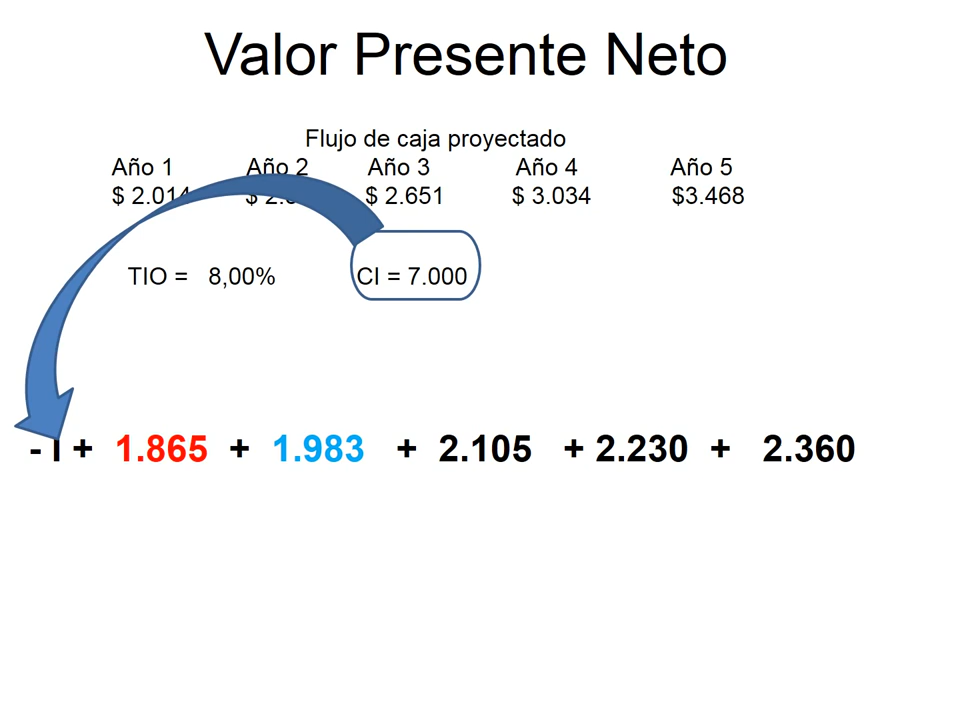 Valor Presente Neto
Flujo de caja proyectado
Año 1 Año 2 Año 3 Año 4 Año 5
$ 2.014 $ 2.651 $ 3.034 $3.468
TIO = 8,00% CI = 7.000
- I + 1.865 + 1.983 + 2.105 + 2.230 + 2.360